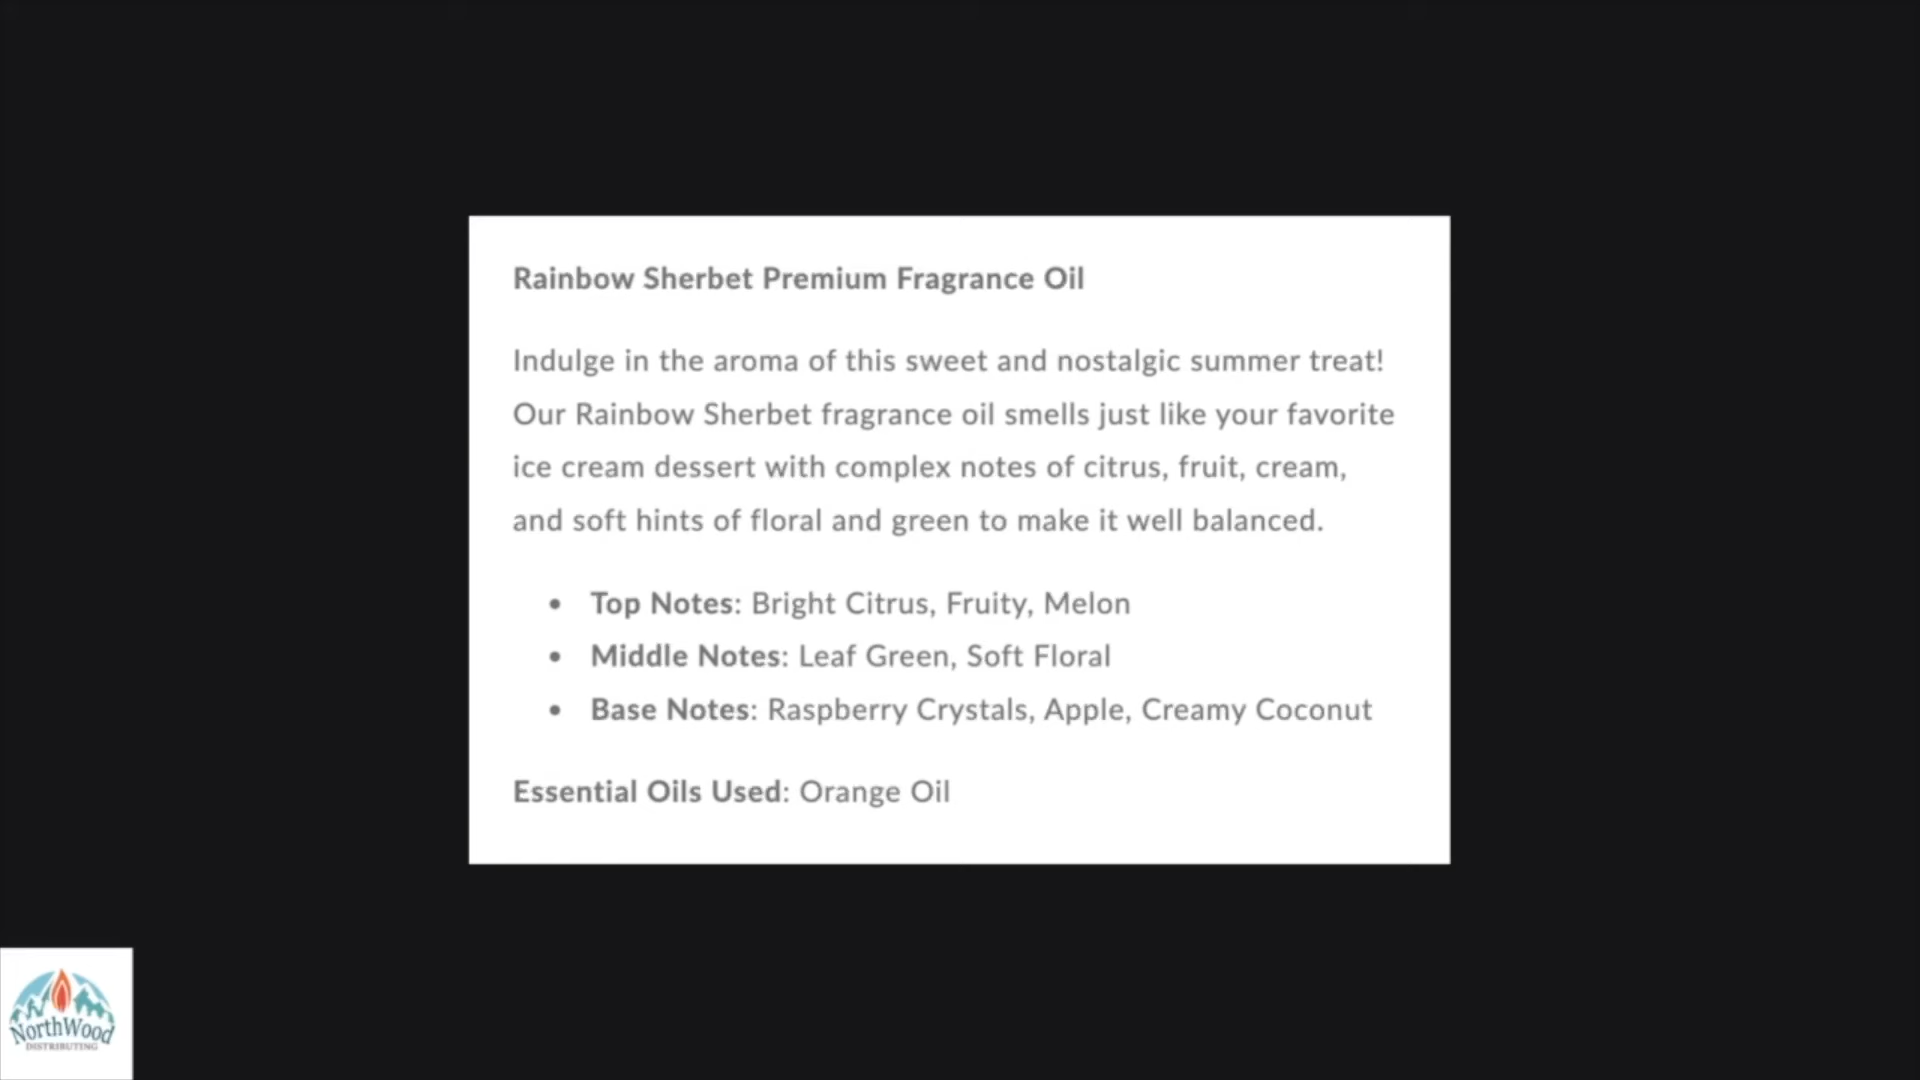 Rainbow Sherbet Premium Fragrance Oil
Indulge in the aroma of this sweet and nostalgic summer treat!
Our Rainbow Sherbet fragrance oil smells just like your favorite
ice cream dessert with complex notes of citrus, fruit, cream,
and soft hints of floral and green to make it well balanced.
• Top Notes: Bright Citrus, Fruity, Melon
• Middle Notes: Leaf Green, Soft Floral
• Base Notes: Raspberry Crystals, Apple, Creamy Coconut
Essential Oils Used: Orange Oil
NorthWood
DISTRIBUTING